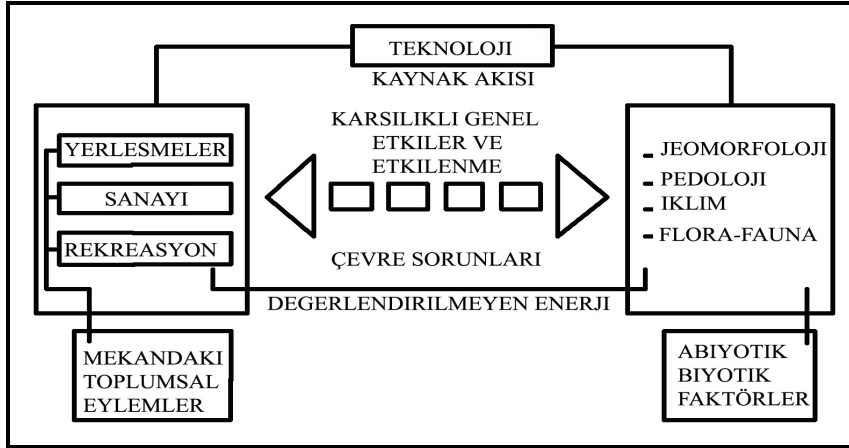 TEKNOLOJI
KAYNAK AKISI
KARSILIKLI GENEL
ETKILER VE
ETKILENME
YERLESMELER
SANAYI
REKREASYON
- JEOMORFOLOJI
- PEDOLOJI
- IKLIM
- FLORA-FAUNA
ÇEVRE SORUNLARI
DEGERLENDIRILMEYEN ENERJI
MEKANDAKI
TOPLUMSAL
EYLEMLER
ABIYOTIK
BIYOTIK
FAKTÖRLER